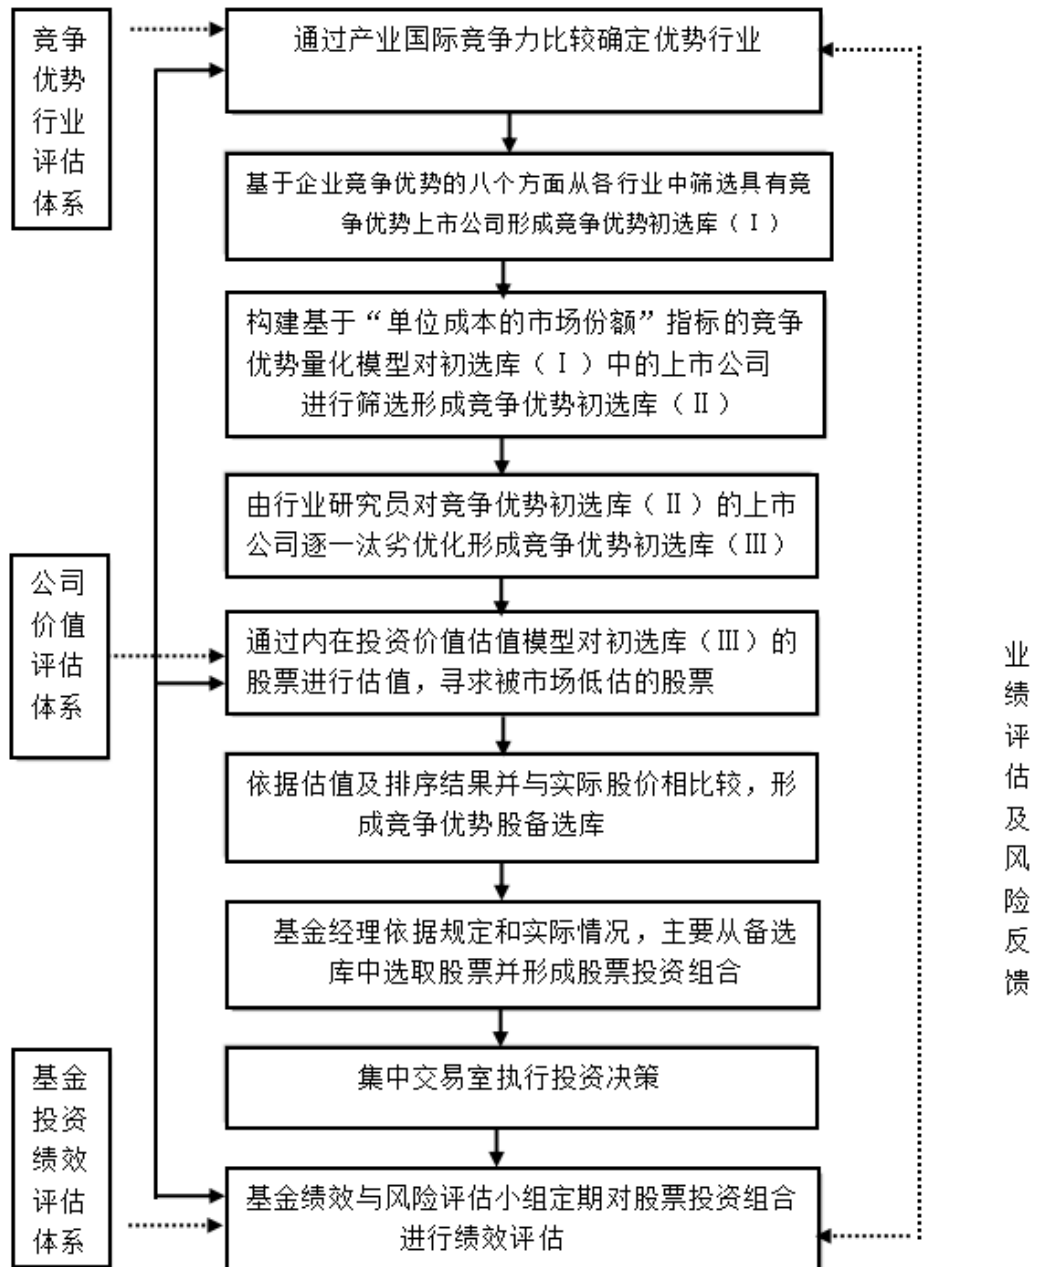 竞争
优势
行业
评估
体系
通过产业国际竞争力比较确定优势行业
基于企业竞争优势的八个方面从各行业中筛选具有竞
争优势上市公司形成竞争优势初选库（Ⅰ）
构建基于“单位成本的市场份额”指标的竞争
优势量化模型对初选库（Ⅰ）中的上市公司
进行筛选形成竞争优势初选库（Ⅱ）
由行业研究员对竞争优势初选库（Ⅱ）的上市
公司逐一汰劣优化形成竞争优势初选库（Ⅲ）
公司
价值
评估
体系
通过内在投资价值估值模型对初选库（Ⅲ）的
股票进行估值，寻求被市场低估的股票
依据估值及排序结果并与实际股价相比较，形
成竞争优势股备选库
基金经理依据规定和实际情况，主要从备选
库中选取股票并形成股票投资组合
集中交易室执行投资决策
基金
投资
绩效
评估
体系
基金绩效与风险评估小组定期对股票投资组合
进行绩效评估
业
绩
评
估
及
风
险
反
馈